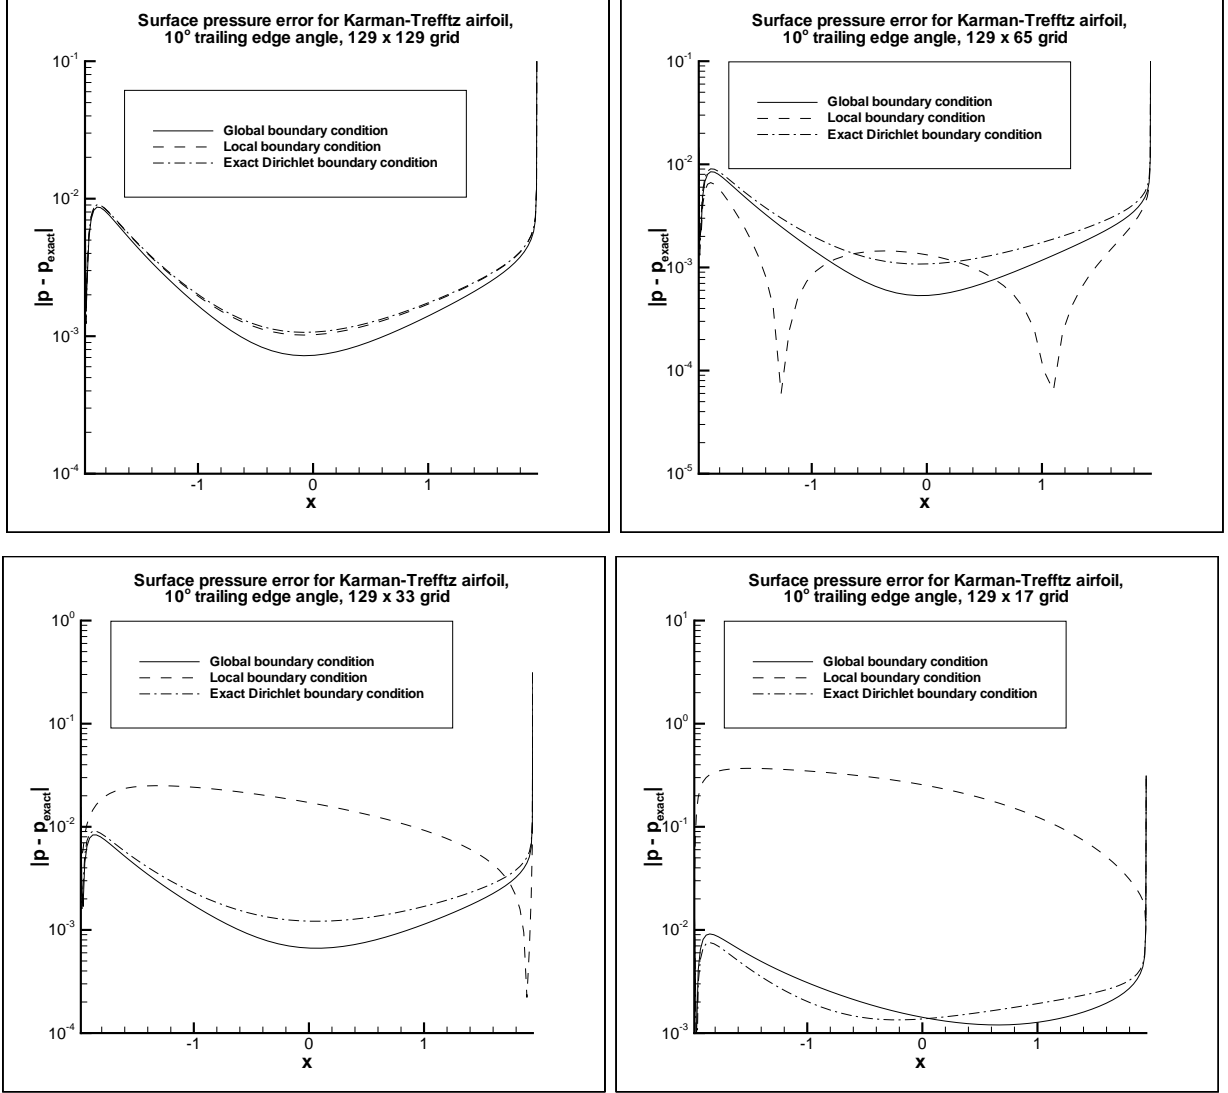 Surface pressure error for Karman-Trefftz airfoil,
10° trailing edge angle, 129 x 129 grid
10^-1
Global boundary condition
Local boundary condition
Exact Dirichlet boundary condition
10^-2
|p - p_exact|
10^-3
10^-4
-1 0 1
x
Surface pressure error for Karman-Trefftz airfoil,
10° trailing edge angle, 129 x 65 grid
10^-1
Global boundary condition
Local boundary condition
Exact Dirichlet boundary condition
10^-2
|p - p_exact|
10^-3
10^-4
10^-5
-1 0 1
x
Surface pressure error for Karman-Trefftz airfoil,
10° trailing edge angle, 129 x 33 grid
10^0
Global boundary condition
Local boundary condition
Exact Dirichlet boundary condition
10^-1
10^-2
|p - p_exact|
10^-3
10^-4
-1 0 1
x
Surface pressure error for Karman-Trefftz airfoil,
10° trailing edge angle, 129 x 17 grid
10^1
Global boundary condition
Local boundary condition
Exact Dirichlet boundary condition
10^0
10^-1
|p - p_exact|
10^-2
10^-3
-1 0 1
x